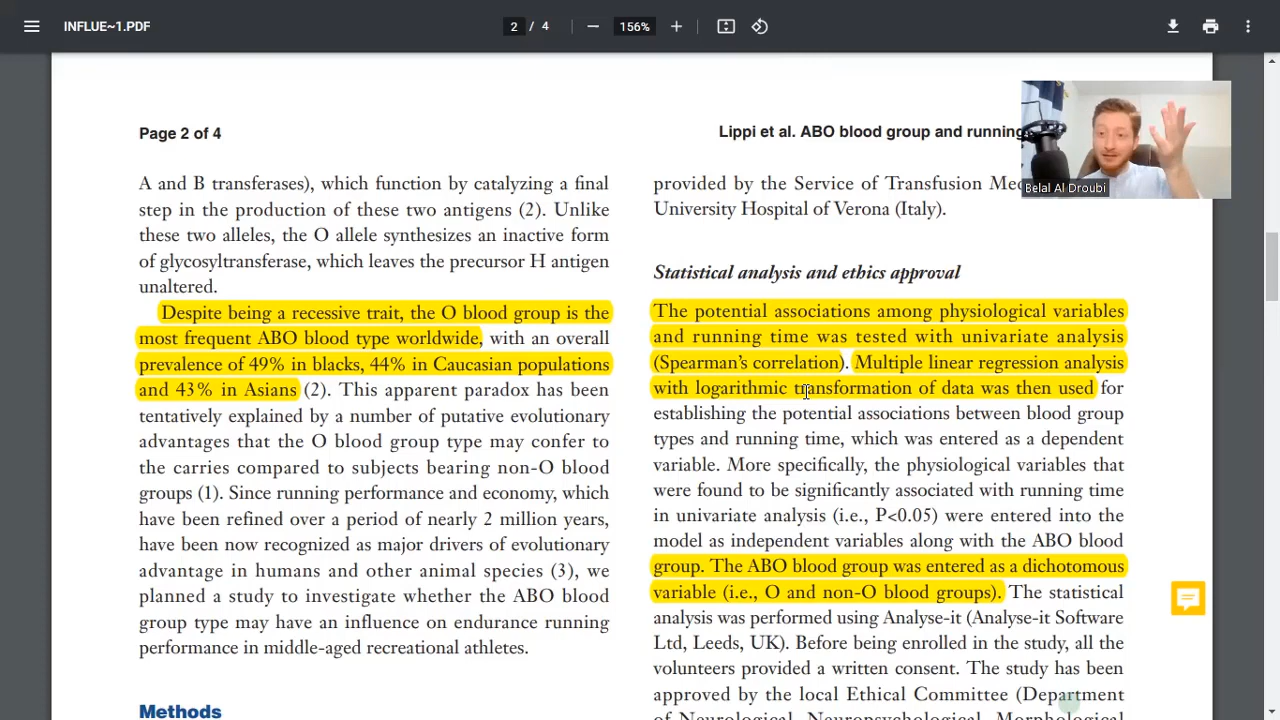 INFLUE~1.PDF
2 / 4
156%
Page 2 of 4
Lippi et al. ABO blood group and running
Belal Al Droubi
A and B transferases), which function by catalyzing a final
step in the production of these two antigens (2). Unlike
these two alleles, the O allele synthesizes an inactive form
of glycosyltransferase, which leaves the precursor H antigen
unaltered.
Despite being a recessive trait, the O blood group is the
most frequent ABO blood type worldwide, with an overall
prevalence of 49% in blacks, 44% in Caucasian populations
and 43% in Asians (2). This apparent paradox has been
tentatively explained by a number of putative evolutionary
advantages that the O blood group type may confer to
the carries compared to subjects bearing non-O blood
groups (1). Since running performance and economy, which
have been refined over a period of nearly 2 million years,
have been now recognized as major drivers of evolutionary
advantage in humans and other animal species (3), we
planned a study to investigate whether the ABO blood
group type may have an influence on endurance running
performance in middle-aged recreational athletes.
Methods
provided by the Service of Transfusion Me
University Hospital of Verona (Italy).
Statistical analysis and ethics approval
The potential associations among physiological variables
and running time was tested with univariate analysis
(Spearman's correlation). Multiple linear regression analysis
with logarithmic transformation of data was then used for
establishing the potential associations between blood group
types and running time, which was entered as a dependent
variable. More specifically, the physiological variables that
were found to be significantly associated with running time
in univariate analysis (i.e., P<0.05) were entered into the
model as independent variables along with the ABO blood
group. The ABO blood group was entered as a dichotomous
variable (i.e., O and non-O blood groups). The statistical
analysis was performed using Analyse-it (Analyse-it Software
Ltd, Leeds, UK). Before being enrolled in the study, all the
volunteers provided a written consent. The study has been
approved by the local Ethical Committee (Department
of Neurological, Neuropsychological, Morphological